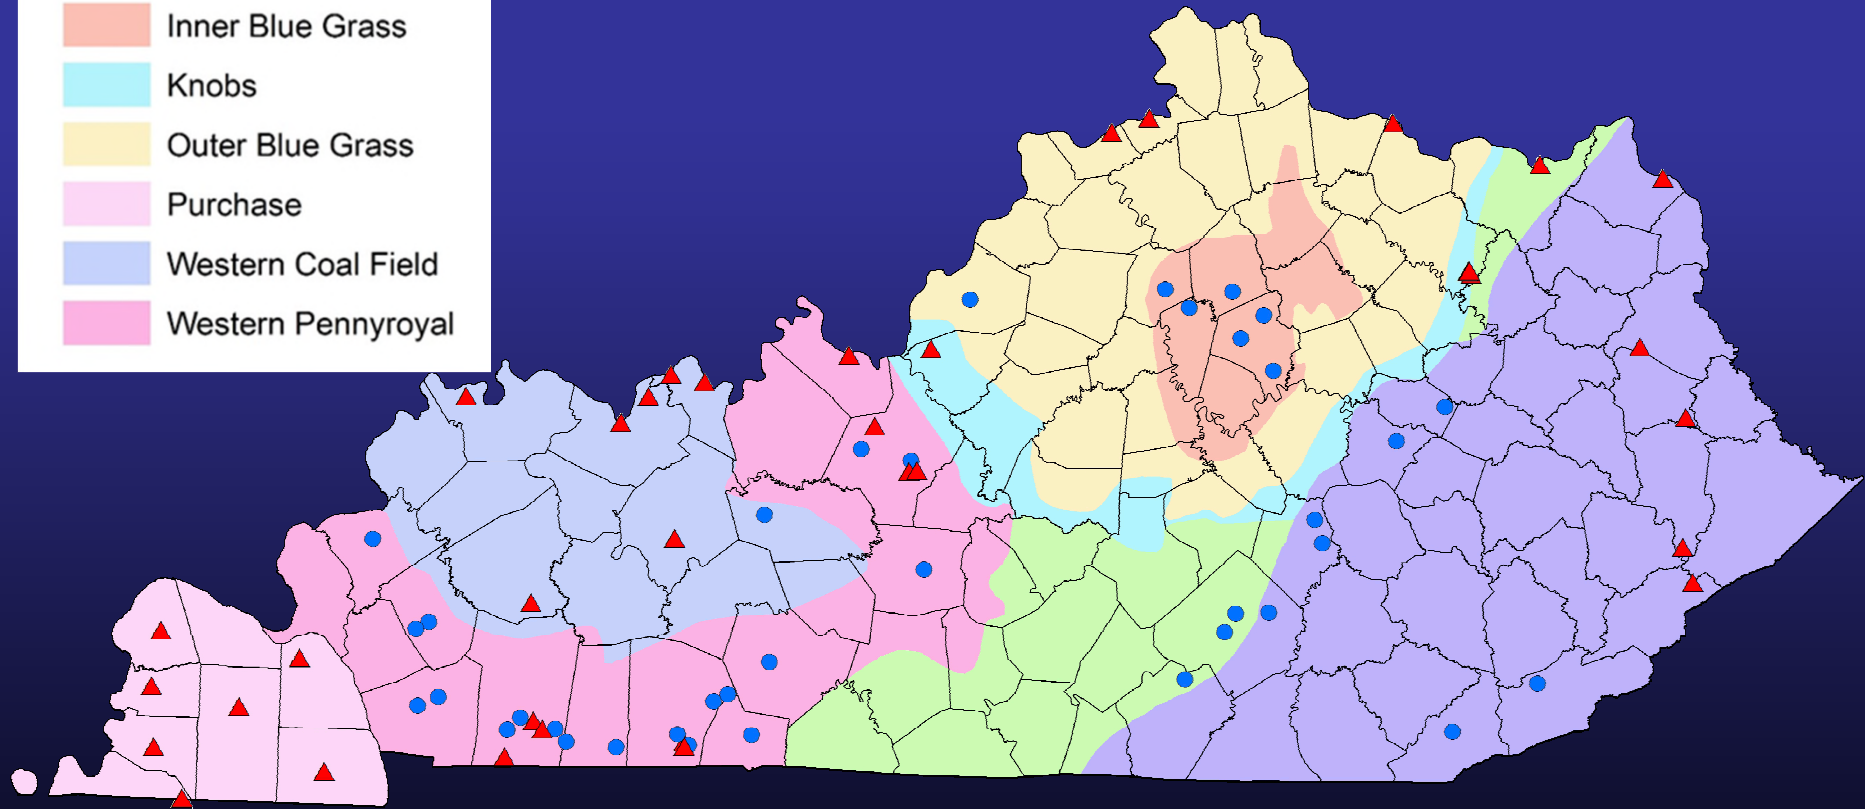 Inner Blue Grass
Knobs
Outer Blue Grass
Purchase
Western Coal Field
Western Pennyroyal